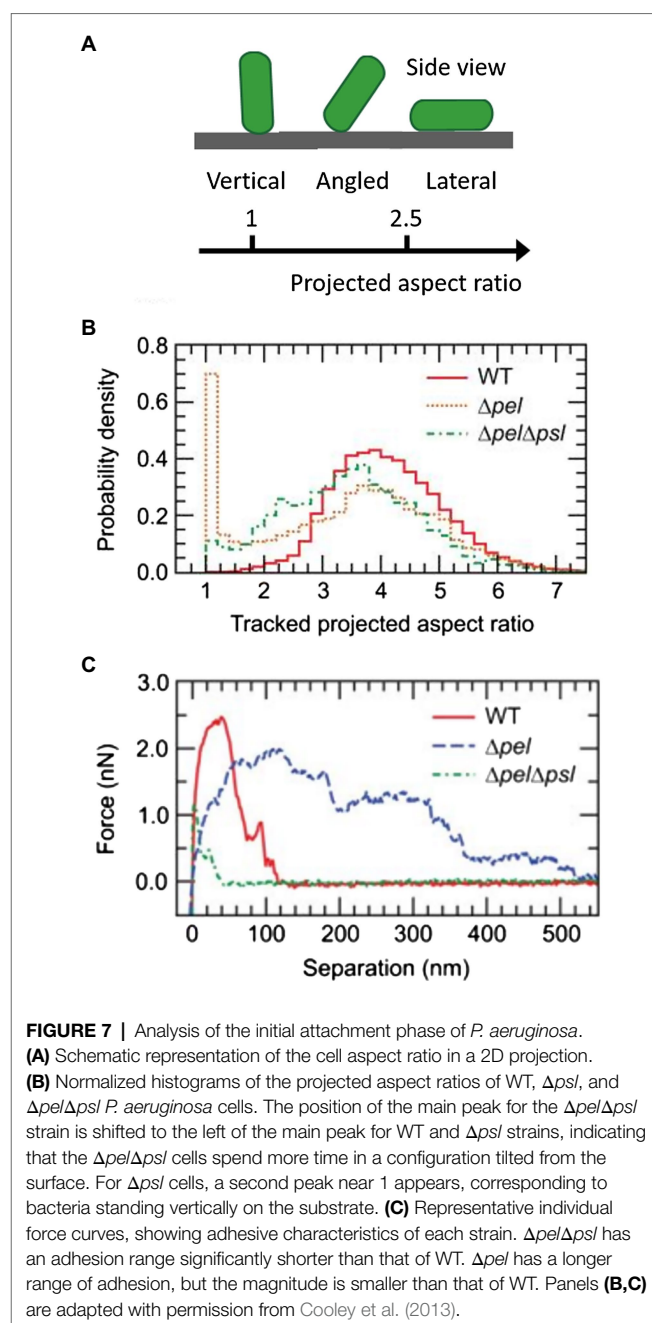 A
Side view
Vertical Angled Lateral
1 2.5
Projected aspect ratio
B
0.8
0.6
0.4
0.2
0.0
Probability density
WT
Δpel
ΔpelΔpsl
1 2 3 4 5 6 7
Tracked projected aspect ratio
C
3.0
2.0
1.0
0.0
Force (nN)
WT
Δpel
ΔpelΔpsl
0 100 200 300 400 500
Separation (nm)
FIGURE 7 | Analysis of the initial attachment phase of P. aeruginosa.
(A) Schematic representation of the cell aspect ratio in a 2D projection.
(B) Normalized histograms of the projected aspect ratios of WT, Δpsl, and
ΔpelΔpsl P. aeruginosa cells. The position of the main peak for the ΔpelΔpsl
strain is shifted to the left of the main peak for WT and Δpsl strains, indicating
that the ΔpelΔpsl cells spend more time in a configuration tilted from the
surface. For Δpsl cells, a second peak near 1 appears, corresponding to
bacteria standing vertically on the substrate. (C) Representative individual
force curves, showing adhesive characteristics of each strain. ΔpelΔpsl has
an adhesion range significantly shorter than that of WT. Δpel has a longer
range of adhesion, but the magnitude is smaller than that of WT. Panels (B,C)
are adapted with permission from Cooley et al. (2013).